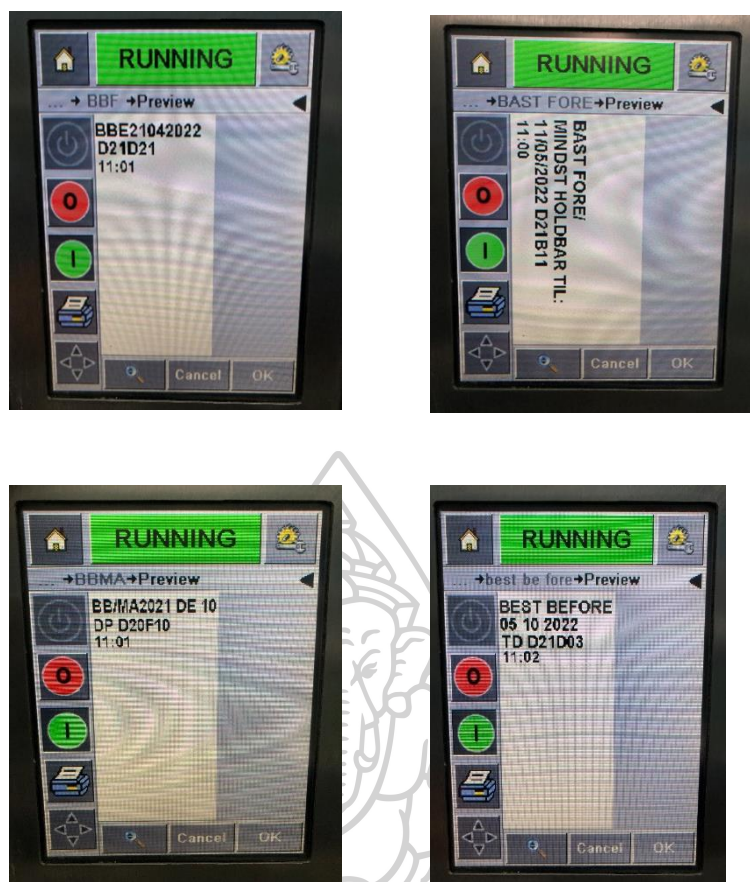 RUNNING
... → BBF →Preview
BBE21042022
D21D21
11:01
O
I
Cancel
OK
RUNNING
... →BAST FORE→Preview
BAST FORE/
MINDST HOLDBAR TIL:
11/05/2022 D21B11
11:00
O
I
Cancel
OK
RUNNING
... →BBMA→Preview
BB/MA2021 DE 10
DP D20F10
11:01
O
I
Cancel
OK
RUNNING
... →best be fore→Preview
BEST BEFORE
05 10 2022
TD D21D03
11:02
O
I
Cancel
OK